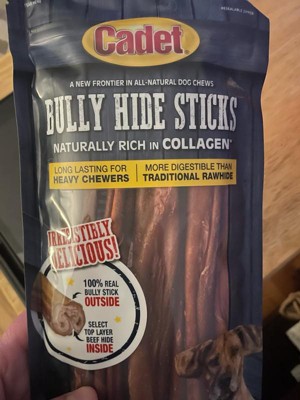 Cadet
A NEW FRONTIER IN ALL-NATURAL DOG CHEWS
BULLY HIDE STICKS
NATURALLY RICH IN COLLAGEN
LONG LASTING FOR
HEAVY CHEWERS
MORE DIGESTIBLE THAN
TRADITIONAL RAWHIDE
IRRESISTIBLY
DELICIOUS!
100% REAL
BULLY STICK
OUTSIDE
SELECT
TOP LAYER
BEEF HIDE
INSIDE